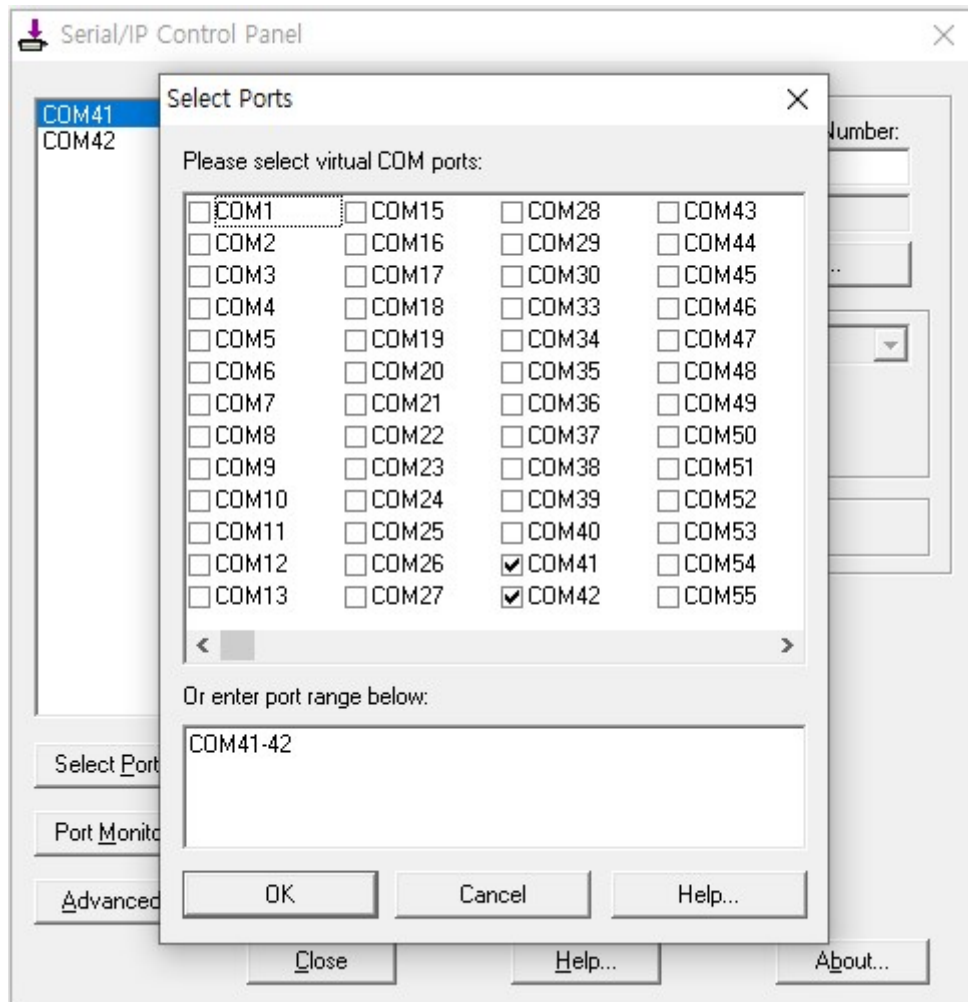 Serial/IP Control Panel
COM41
COM42
Number:
..
Select Ports
Please select virtual COM ports:
COM1 COM15 COM28 COM43
COM2 COM16 COM29 COM44
COM3 COM17 COM30 COM45
COM4 COM18 COM33 COM46
COM5 COM19 COM34 COM47
COM6 COM20 COM35 COM48
COM7 COM21 COM36 COM49
COM8 COM22 COM37 COM50
COM9 COM23 COM38 COM51
COM10 COM24 COM39 COM52
COM11 COM25 COM40 COM53
COM12 COM26 COM41 COM54
COM13 COM27 COM42 COM55
Or enter port range below:
COM41-42
OK Cancel Help...
Select Port
Port Monito
Advanced
Close Help... About...